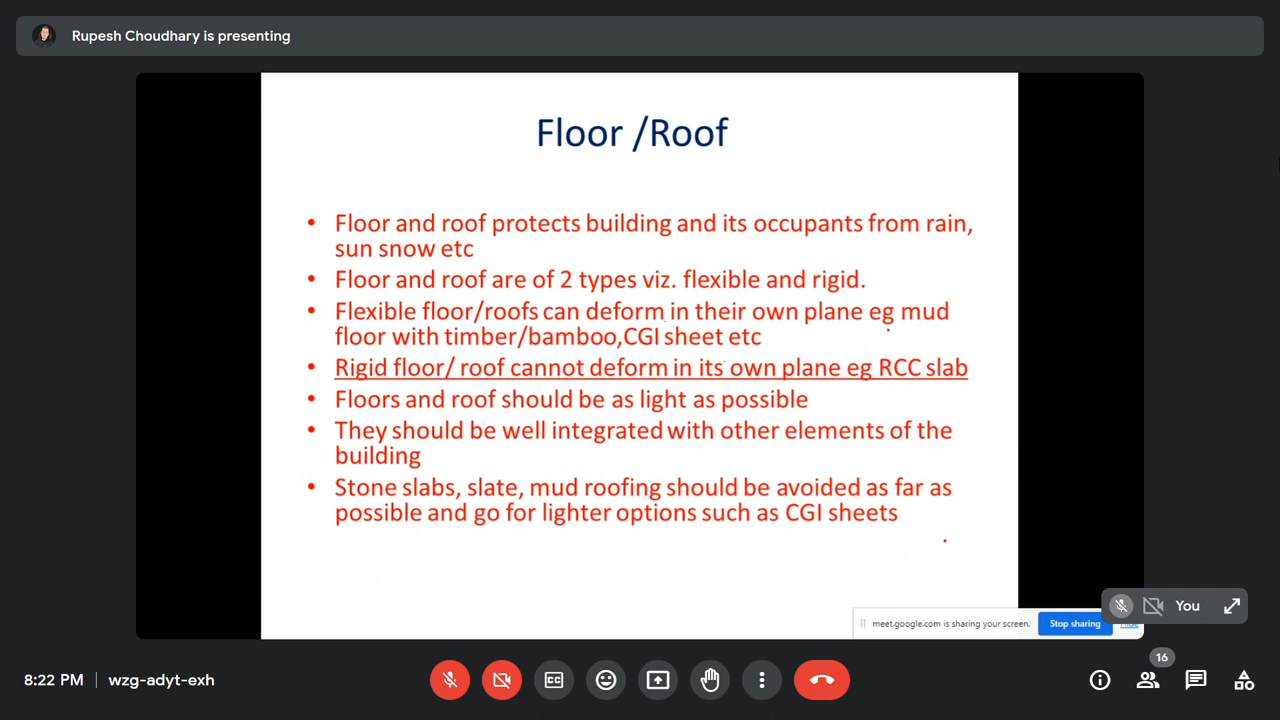 Rupesh Choudhary is presenting
Floor /Roof
• Floor and roof protects building and its occupants from rain,
sun snow etc
• Floor and roof are of 2 types viz. flexible and rigid.
• Flexible floor/roofs can deform in their own plane eg mud
floor with timber/bamboo,CGI sheet etc
• Rigid floor/ roof cannot deform in its own plane eg RCC slab
• Floors and roof should be as light as possible
• They should be well integrated with other elements of the
building
• Stone slabs, slate, mud roofing should be avoided as far as
possible and go for lighter options such as CGI sheets
You
meet.google.com is sharing your screen.
Stop sharing
Hide
16
8:22 PM
wzg-adyt-exh